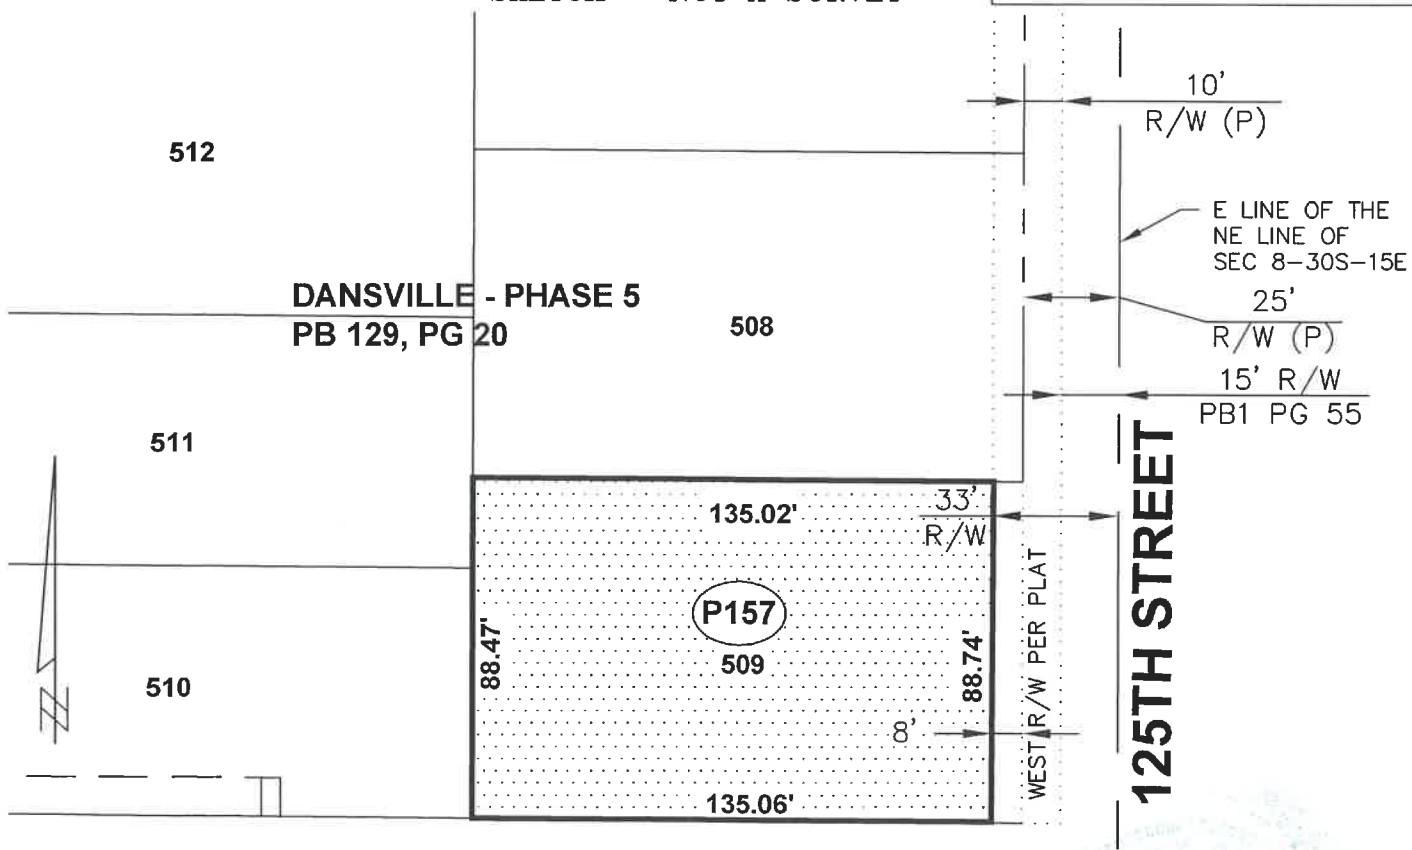 10'
R/W (P)
512
E LINE OF THE
NE LINE OF
SEC 8-30S-15E
DANSVILLE - PHASE 5
PB 129, PG 20
508
25'
R/W (P)
15' R/W
PB1 PG 55
511
135.02'
33'
R/W
P157
509
88.47'
88.74'
WEST R/W PER PLAT
125TH STREET
510
N
8'
135.06'